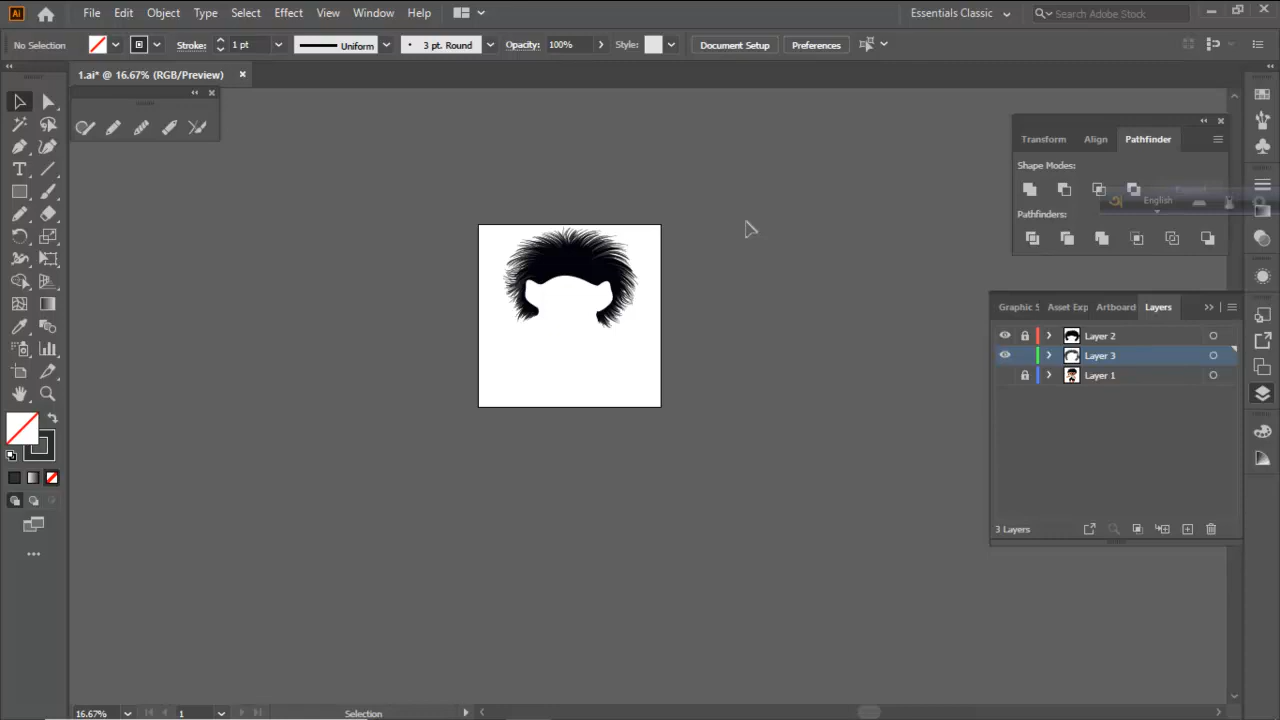 Ai File Edit Object Type Select Effect View Window Help Essentials Classic Search Adobe Stock
No Selection Stroke: 1 pt Uniform 3 pt. Round Opacity: 100% Style: Document Setup Preferences
1.ai* @ 16.67% (RGB/Preview)
Transform Align Pathfinder
Shape Modes:
English
Pathfinders:
Graphic S Asset Exp Artboard Layers
Layer 2
Layer 3
Layer 1
3 Layers
16.67% 1 Selection